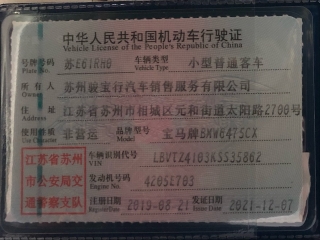 中华人民共和国机动车行驶证
Vehicle License of the People's Republic of China
号牌号码 苏E61RH0 车辆类型 小型普通客车
Plate No. Vehicle Type
所有人 苏州骏宝行汽车销售服务有限公司
Owner
住址 江苏省苏州市相城区元和街道太阳路2700号
Address
使用性质 非营运 品牌型号 宝马牌BMW6475CX
Use Character Model
江苏省苏州市公安局交通警察支队
车辆识别代号 LBVTZ4103KSS35862
VIN
发动机号码 420SE703
Engine No.
注册日期 2019-08-21 发证日期 2021-12-07
Register Date Issue Date